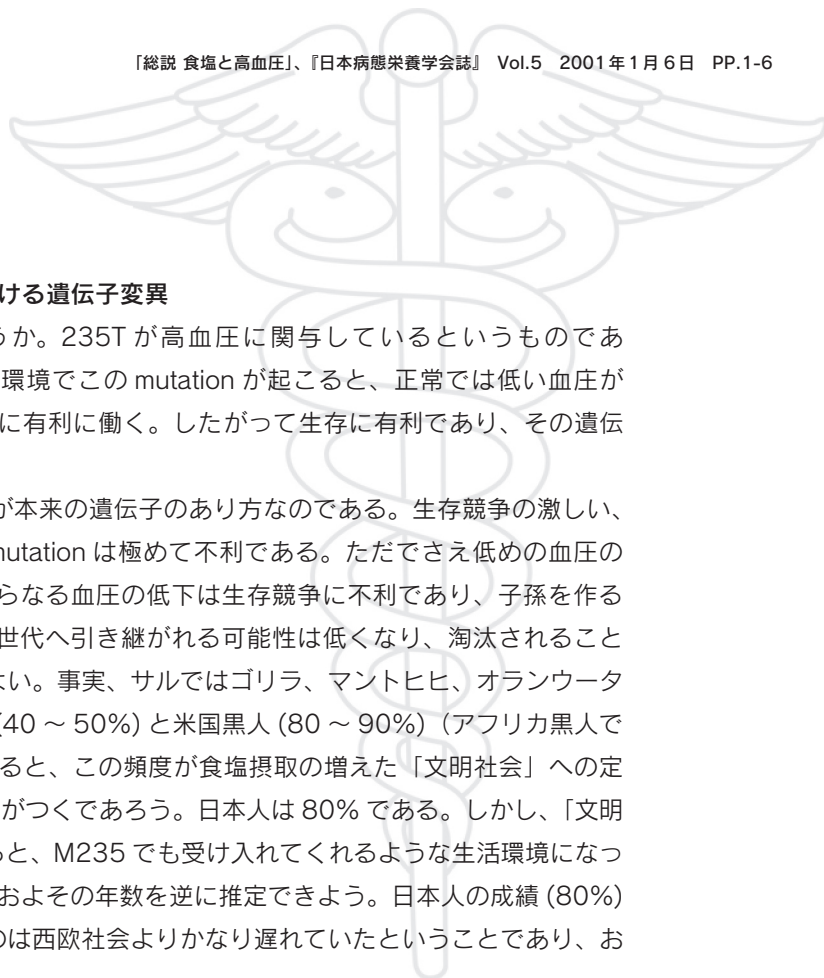 「総説 食塩と高血圧」、『日本病態栄養学会誌』 Vol.5 2001年1月6日 PP.1-6
ける遺伝子変異
うか。235T が高血圧に関与しているというものであ
環境でこの mutation が起こると、正常では低い血圧が
に有利に働く。したがって生存に有利であり、その遺伝
が本来の遺伝子のあり方なのである。生存競争の激しい、
mutation は極めて不利である。ただでさえ低めの血圧の
らなる血圧の低下は生存競争に不利であり、子孫を作る
世代へ引き継がれる可能性は低くなり、淘汰されること
よい。事実、サルではゴリラ、マントヒヒ、オランウータ
(40 ~ 50%) と米国黒人 (80 ~ 90%)（アフリカ黒人で
ると、この頻度が食塩摂取の増えた「文明社会」への定
がつくであろう。日本人は 80% である。しかし、「文明
ると、M235 でも受け入れてくれるような生活環境になっ
およその年数を逆に推定できよう。日本人の成績 (80%)
のは西欧社会よりかなり遅れていたということであり、お